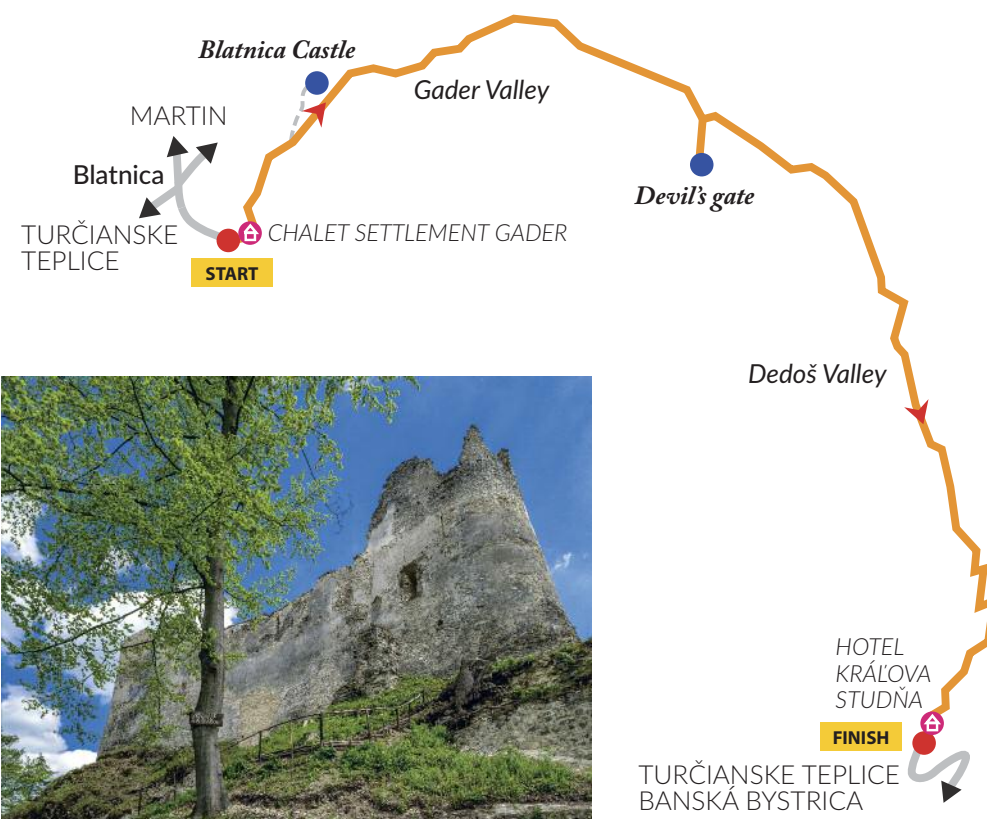 Blatnica Castle
Gader Valley
MARTIN
Blatnica
TURČIANSKE
TEPLICE
CHALET SETTLEMENT GADER
START
Devil's gate
Dedoš Valley
HOTEL
KRÁĽOVA
STUDŇA
FINISH
TURČIANSKE TEPLICE
BANSKÁ BYSTRICA